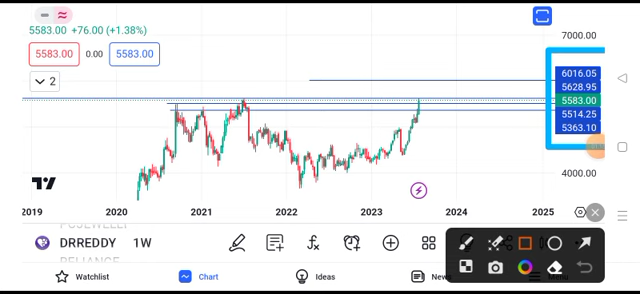 5583.00 +76.00 (+1.38%)
5583.00 0.00 5583.00
2
7000.00
6016.05
5628.95
5583.00
5514.25
5363.10
4000.00
2019 2020 2021 2022 2023 2024 2025
DRREDDY 1W
RELIANCE
Watchlist Chart Ideas News Menu